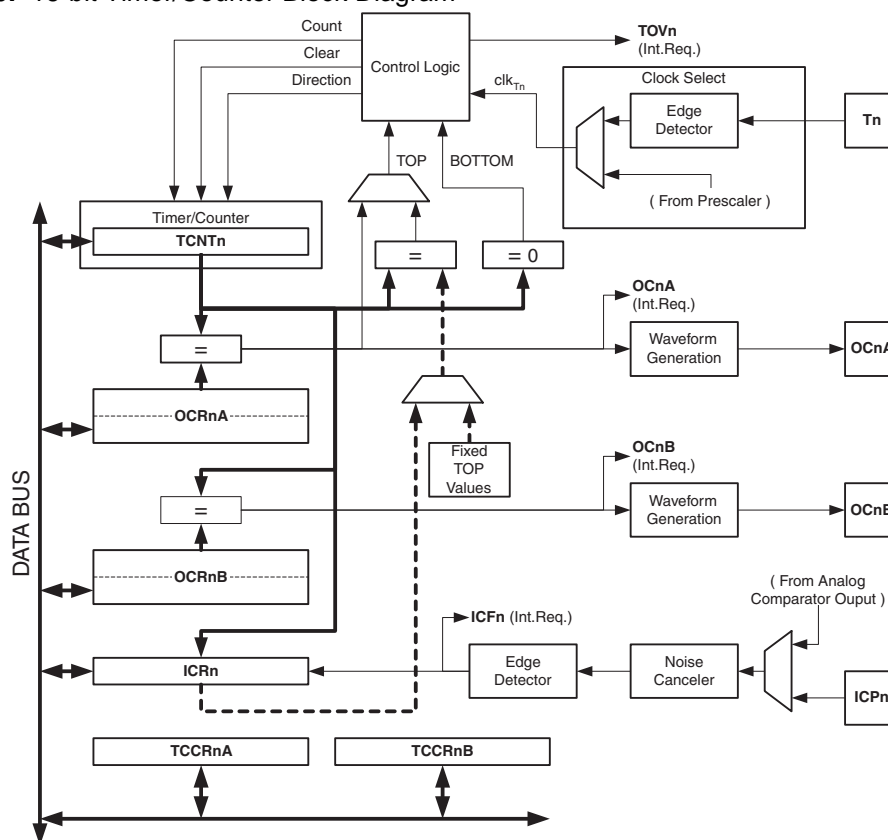 16-bit Timer/Counter Block Diagram
Count
Clear
Direction
Control Logic
TOVn
(Int.Req.)
clkTn
Clock Select
Edge
Detector
Tn
( From Prescaler )
TOP
BOTTOM
Timer/Counter
TCNTn
=
= 0
OCnA
(Int.Req.)
=
Waveform
Generation
OCnA
OCRnA
Fixed
TOP
Values
OCnB
(Int.Req.)
=
Waveform
Generation
OCnB
OCRnB
DATA BUS
( From Analog
Comparator Ouput )
ICFn (Int.Req.)
ICRn
Edge
Detector
Noise
Canceler
ICPn
TCCRnA
TCCRnB